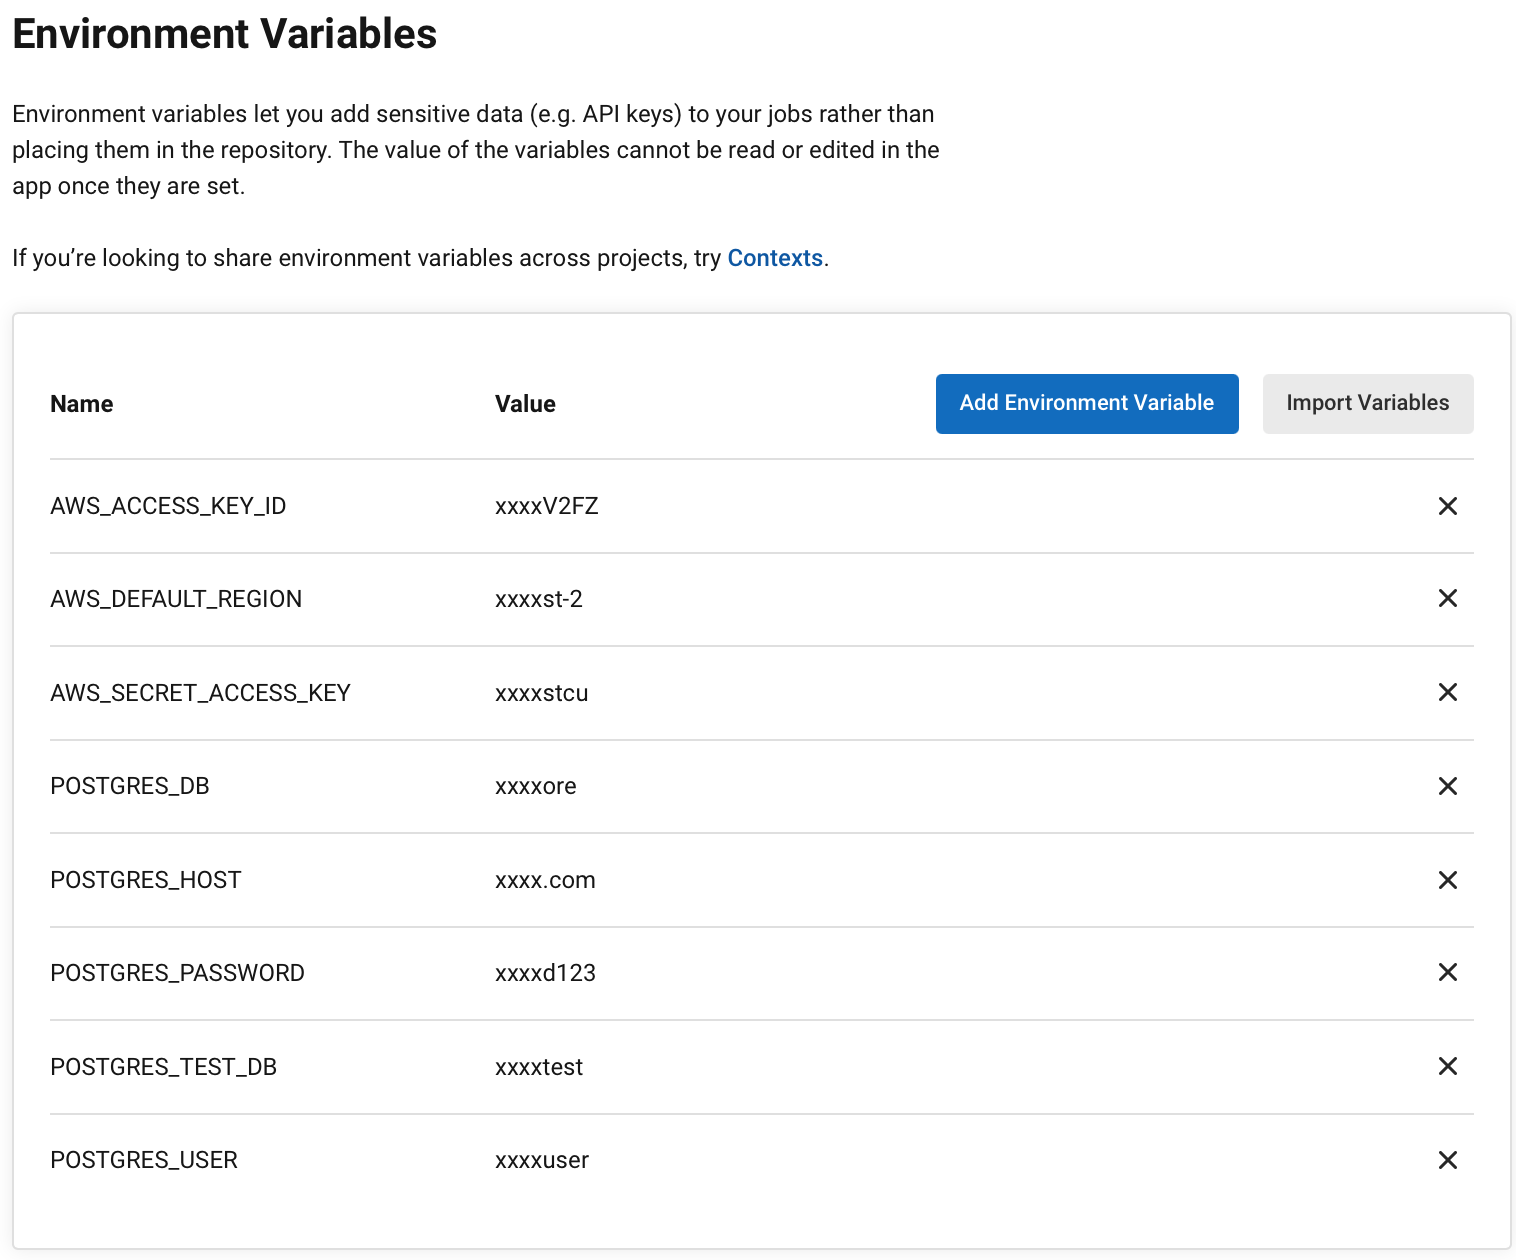 Environment Variables
Environment variables let you add sensitive data (e.g. API keys) to your jobs rather than
placing them in the repository. The value of the variables cannot be read or edited in the
app once they are set.
If you’re looking to share environment variables across projects, try Contexts.
Name Value Add Environment Variable Import Variables
AWS_ACCESS_KEY_ID xxxxV2FZ
AWS_DEFAULT_REGION xxxxst-2
AWS_SECRET_ACCESS_KEY xxxxstcu
POSTGRES_DB xxxxore
POSTGRES_HOST xxxx.com
POSTGRES_PASSWORD xxxxd123
POSTGRES_TEST_DB xxxxtest
POSTGRES_USER xxxxuser